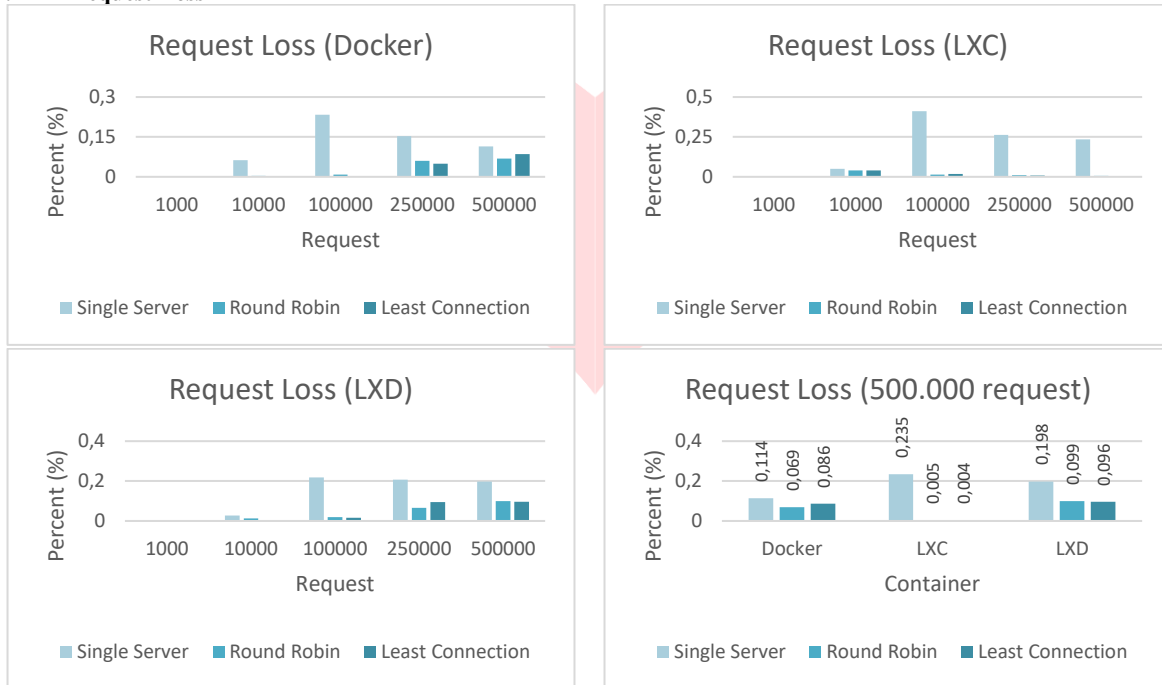 Request Loss (Docker)
0,3
0,15
0
Percent (%)
1000 10000 100000 250000 500000
Request
Single Server Round Robin Least Connection
Request Loss (LXC)
0,5
0,25
0
Percent (%)
1000 10000 100000 250000 500000
Request
Single Server Round Robin Least Connection
Request Loss (LXD)
0,4
0,2
0
Percent (%)
1000 10000 100000 250000 500000
Request
Single Server Round Robin Least Connection
Request Loss (500.000 request)
0,4
0,2
0
Percent (%)
0,114 0,069 0,086 0,235 0,005 0,004 0,198 0,099 0,096
Docker LXC LXD
Container
Single Server Round Robin Least Connection